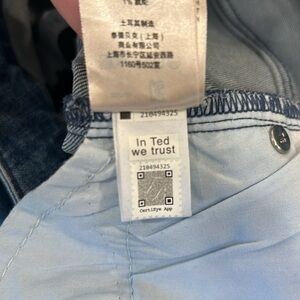 土耳其制造
泰德贝克（上海）
商业有限公司
上海市长宁区延安西路
1160号502室
210494325
In Ted
we trust
210494325
Certifye App